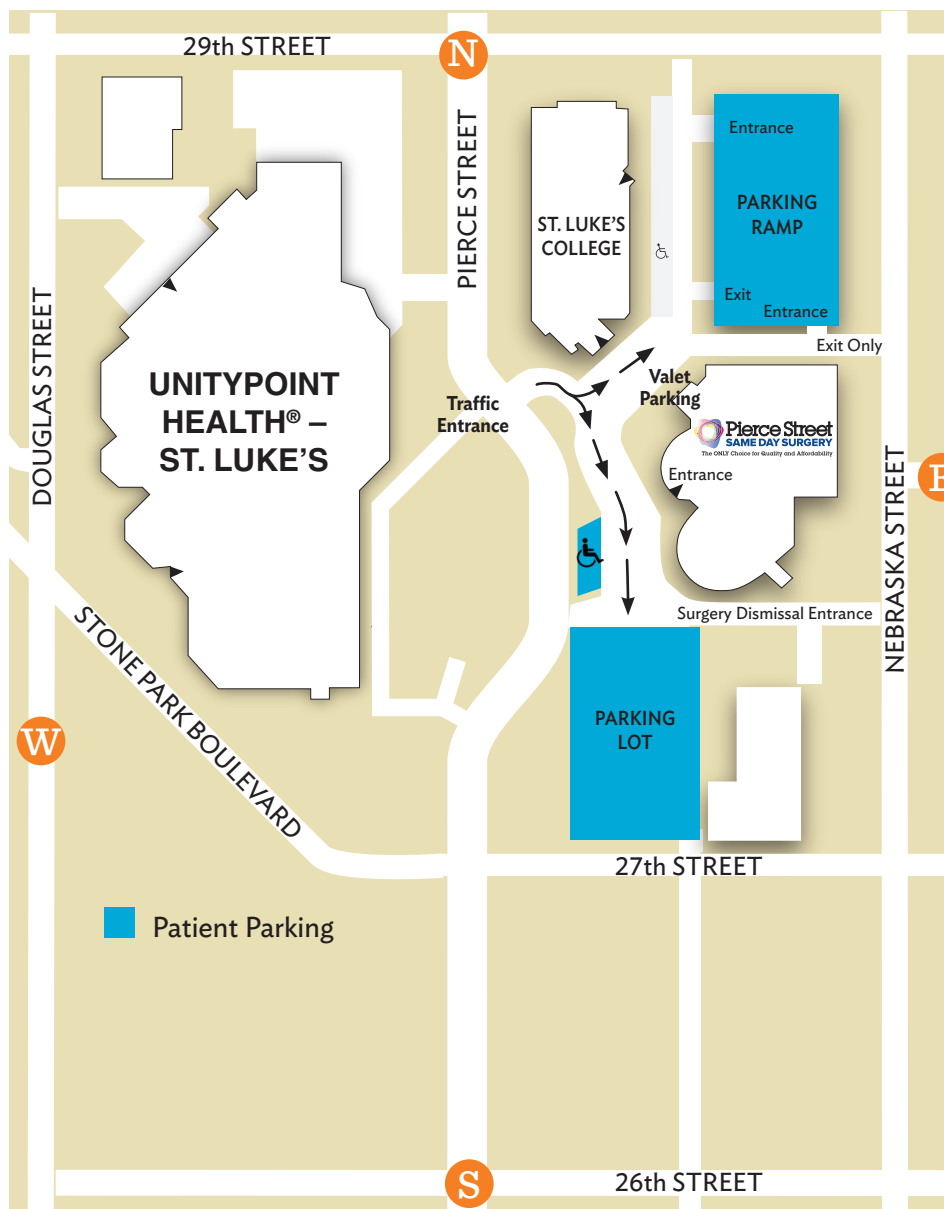 29th STREET
N
PIERCE STREET
Entrance
PARKING
RAMP
ST. LUKE'S
COLLEGE
Exit
Entrance
Exit Only
DOUGLAS STREET
UNITYPOINT
HEALTH® –
ST. LUKE'S
Traffic
Entrance
Valet
Parking
Pierce Street
SAME DAY SURGERY
The ONLY Choice for Quality and Affordability
Entrance
E
NEBRASKA STREET
Surgery Dismissal Entrance
STONE PARK BOULEVARD
W
PARKING
LOT
27th STREET
Patient Parking
S
26th STREET